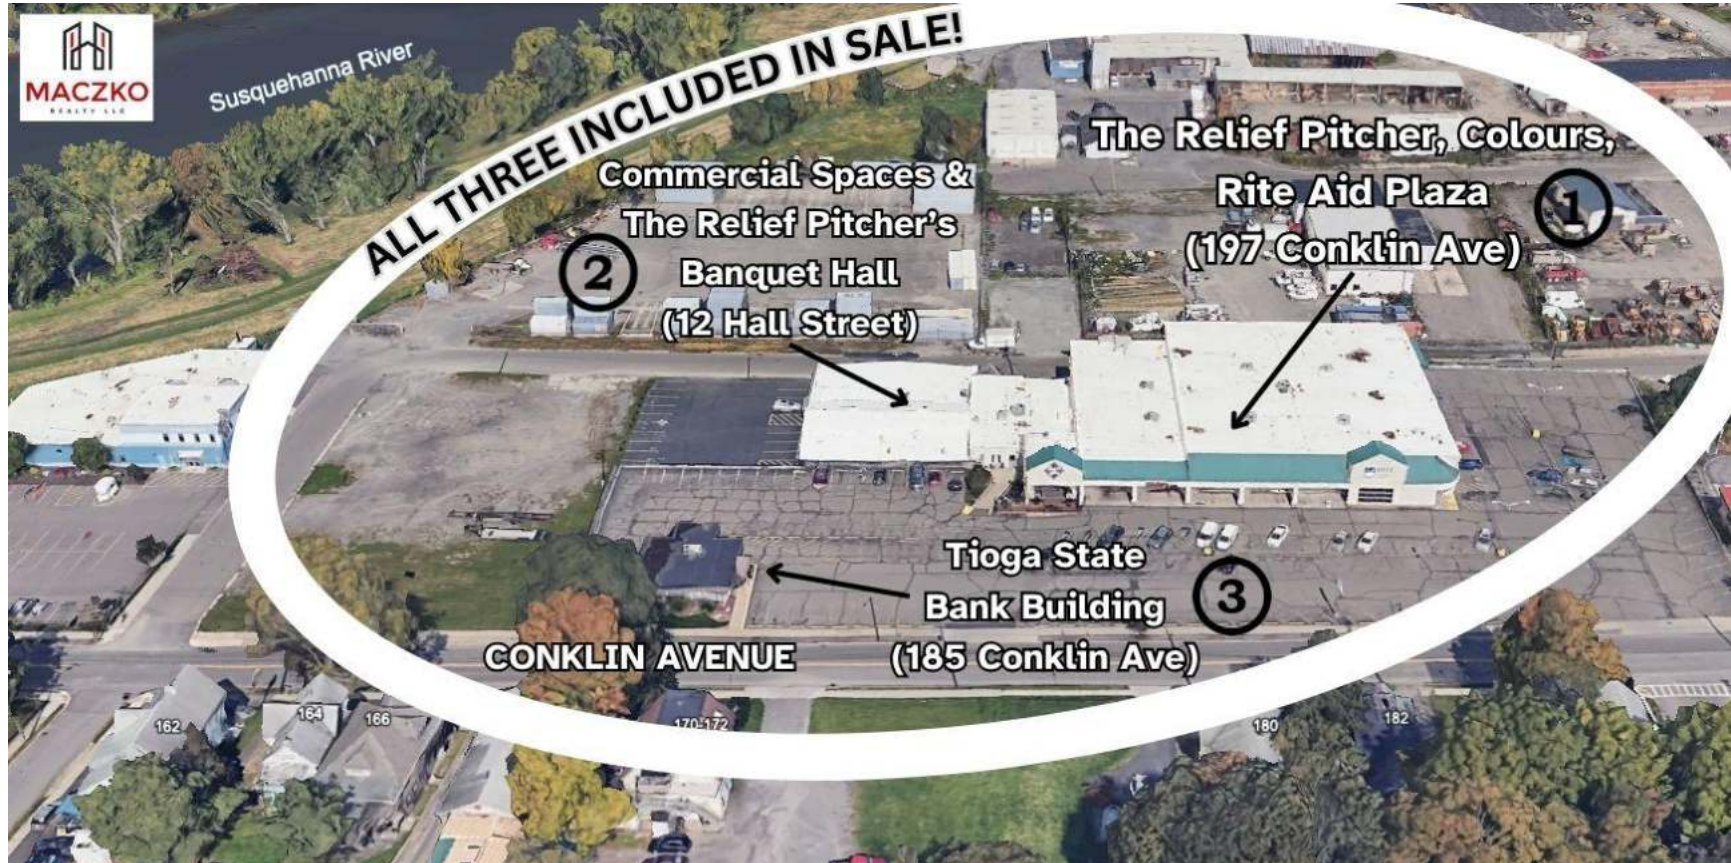 MACZKO
REALTY LLC
Susquehanna River
ALL THREE INCLUDED IN SALE!
The Relief Pitcher, Colours,
Rite Aid Plaza
(197 Conklin Ave)
1
Commercial Spaces &
The Relief Pitcher's
Banquet Hall
(12 Hall Street)
2
Tioga State
Bank Building
(185 Conklin Ave)
3
CONKLIN AVENUE
162
164
166
170-172
180
182